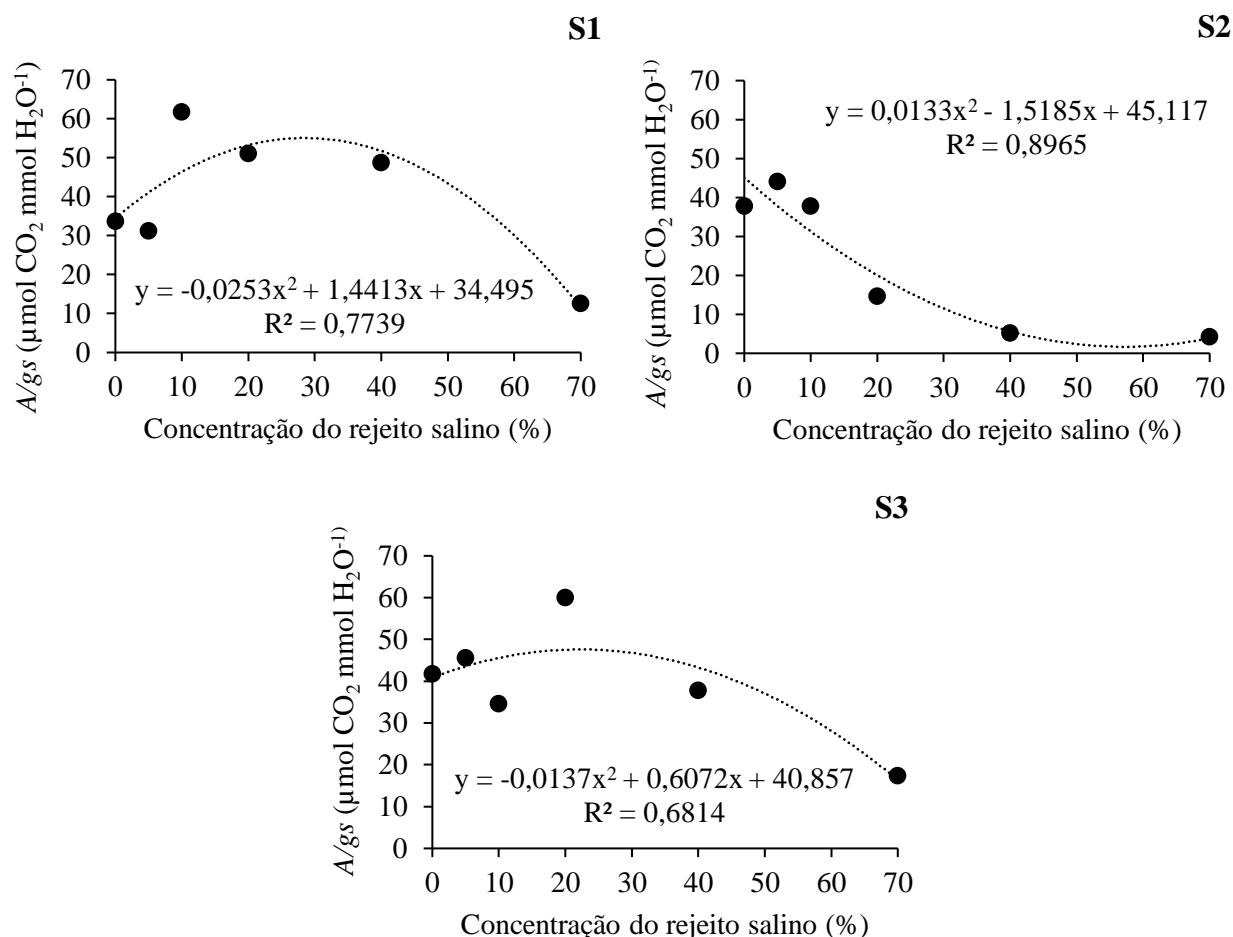 S1
A/gs (µmol CO₂ mmol H₂O⁻¹)
70
60
50
40
30
20
10
0
y = -0,0253x² + 1,4413x + 34,495
R² = 0,7739
0 10 20 30 40 50 60 70
Concentração do rejeito salino (%)
S2
A/gs (µmol CO₂ mmol H₂O⁻¹)
70
60
50
40
30
20
10
0
y = 0,0133x² - 1,5185x + 45,117
R² = 0,8965
0 10 20 30 40 50 60 70
Concentração do rejeito salino (%)
S3
A/gs (µmol CO₂ mmol H₂O⁻¹)
70
60
50
40
30
20
10
0
y = -0,0137x² + 0,6072x + 40,857
R² = 0,6814
0 10 20 30 40 50 60 70
Concentração do rejeito salino (%)